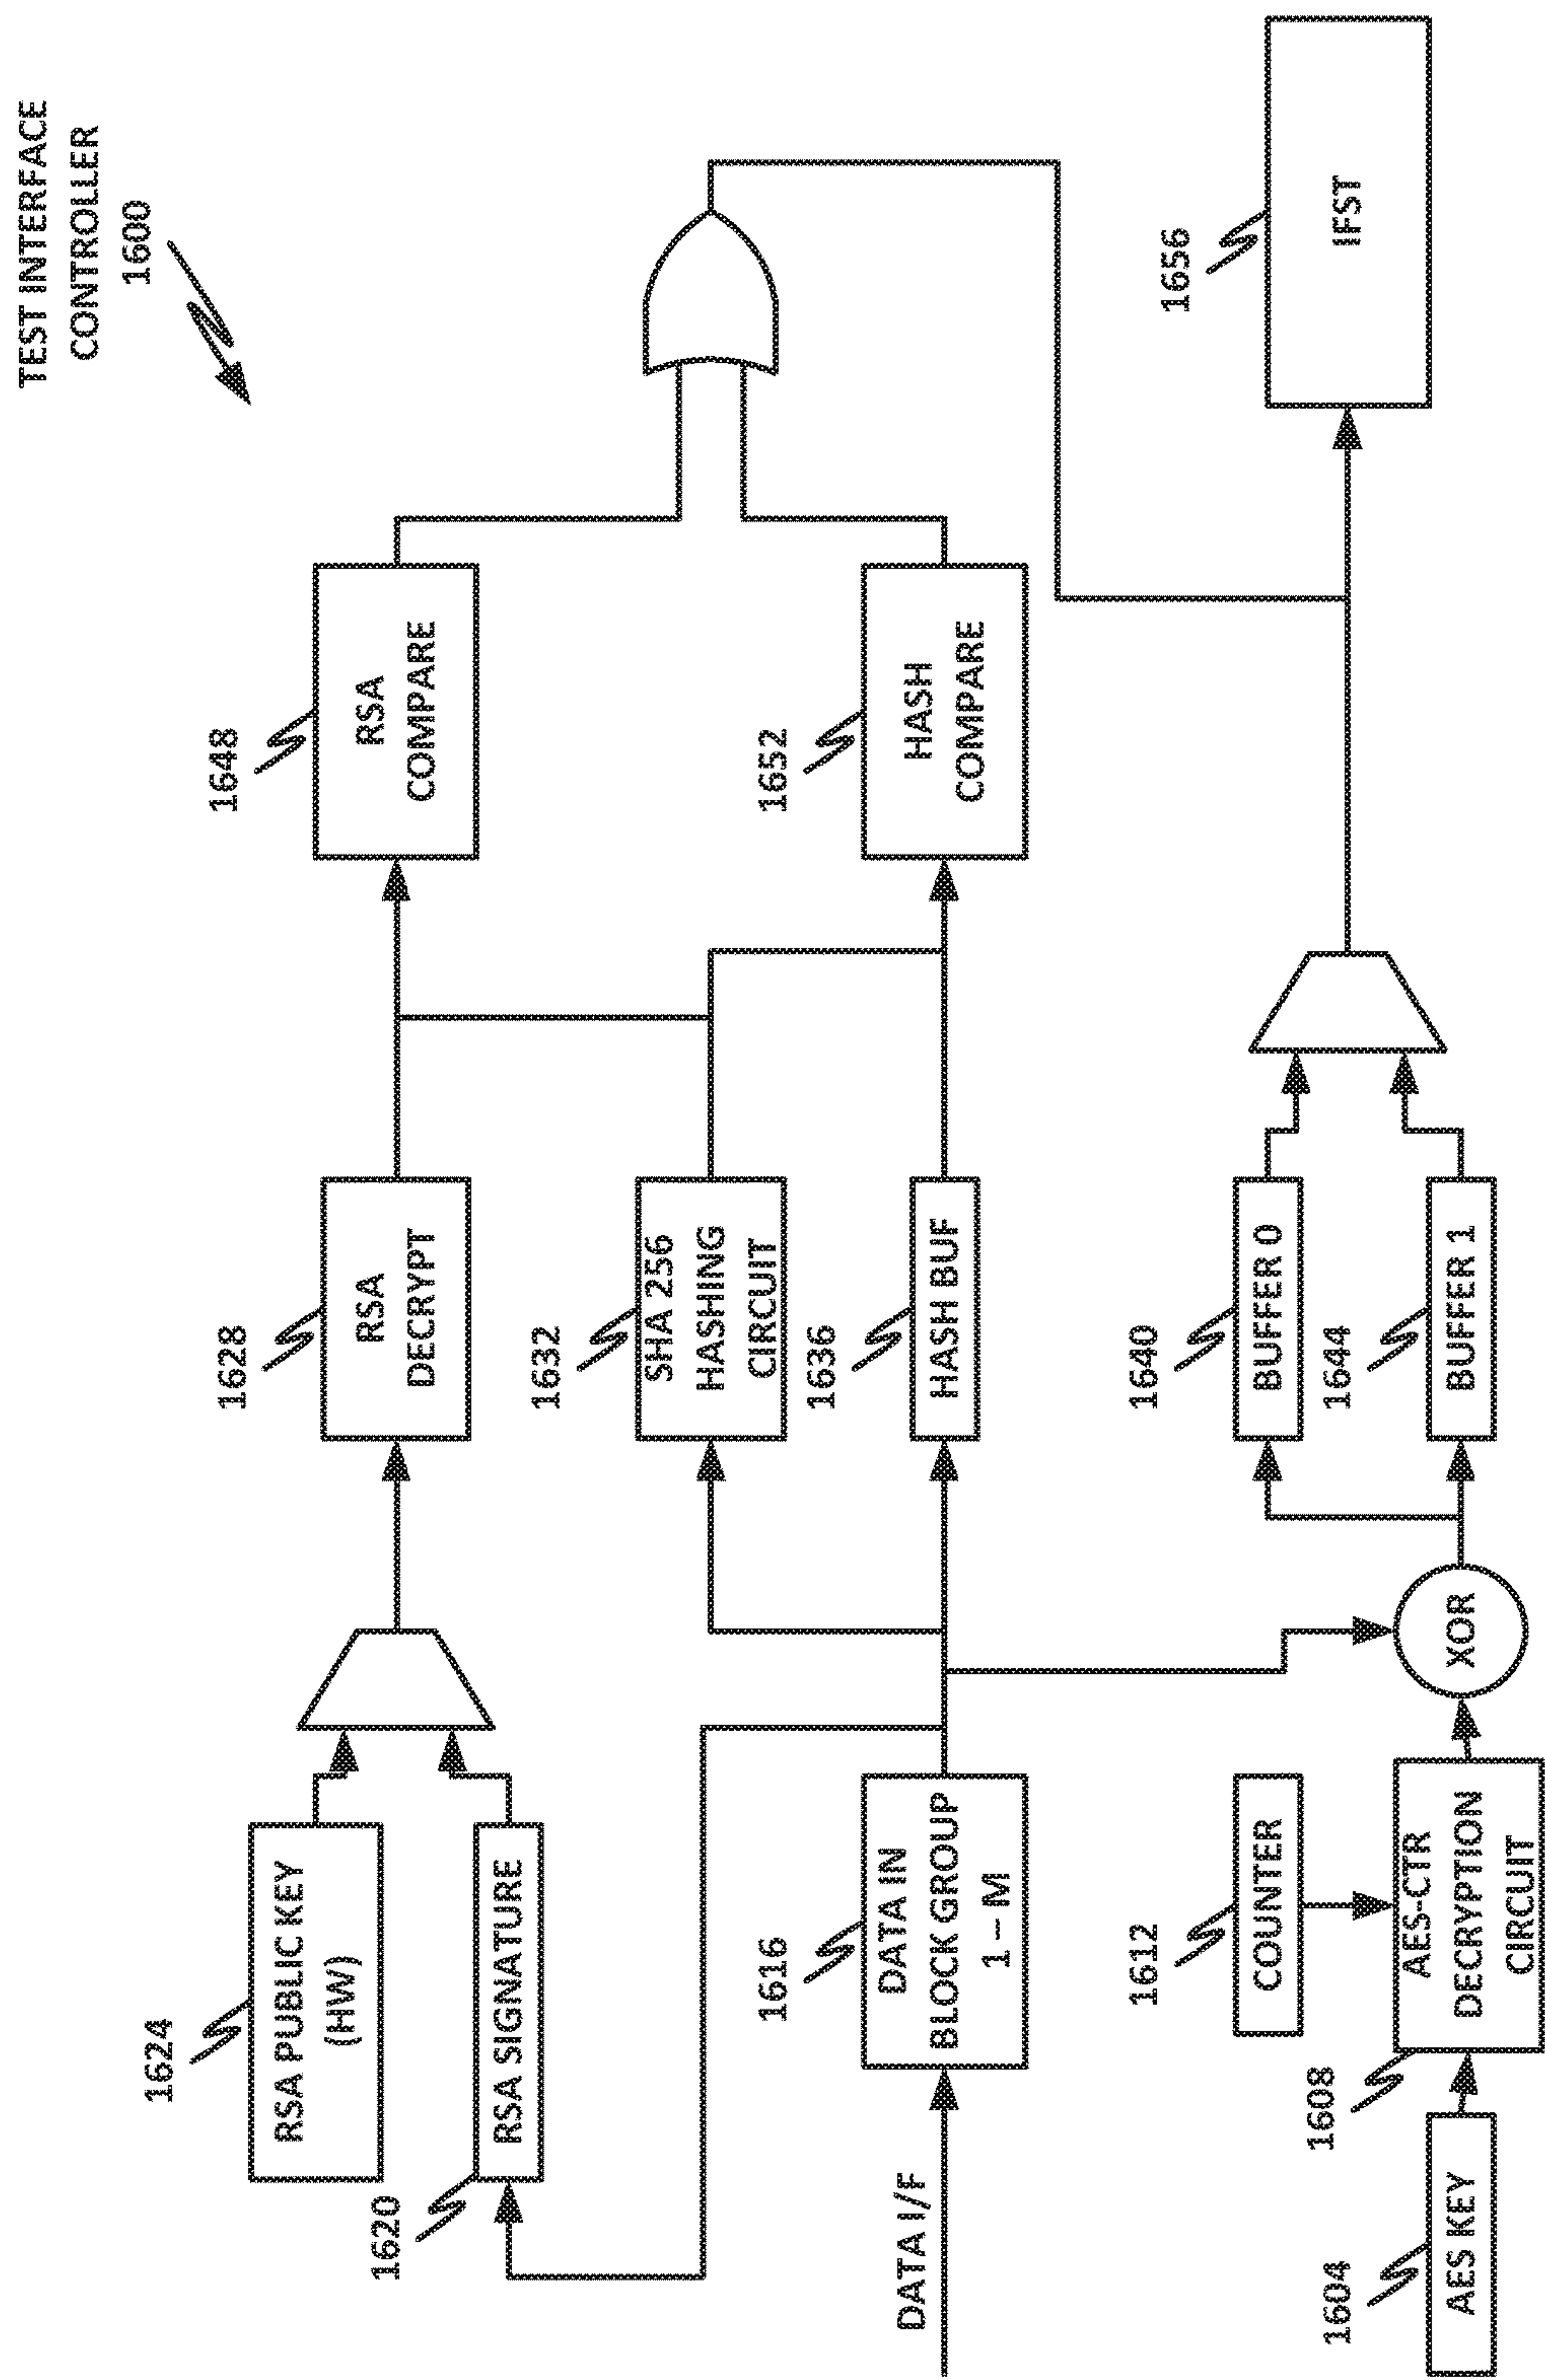 TEST INTERFACE
CONTROLLER
1600
1624
RSA PUBLIC KEY
(HW)
1620
RSA SIGNATURE
1628
RSA
DECRYPT
1648
RSA
COMPARE
1632
SHA 256
HASHING
CIRCUIT
DATA I/F
1616
DATA IN
BLOCK GROUP
1 – M
1636
HASH BUF
1652
HASH
COMPARE
1612
COUNTER
1640
BUFFER 0
1656
IFST
1604
AES KEY
1608
AES-CTR
DECRYPTION
CIRCUIT
XOR
1644
BUFFER 1